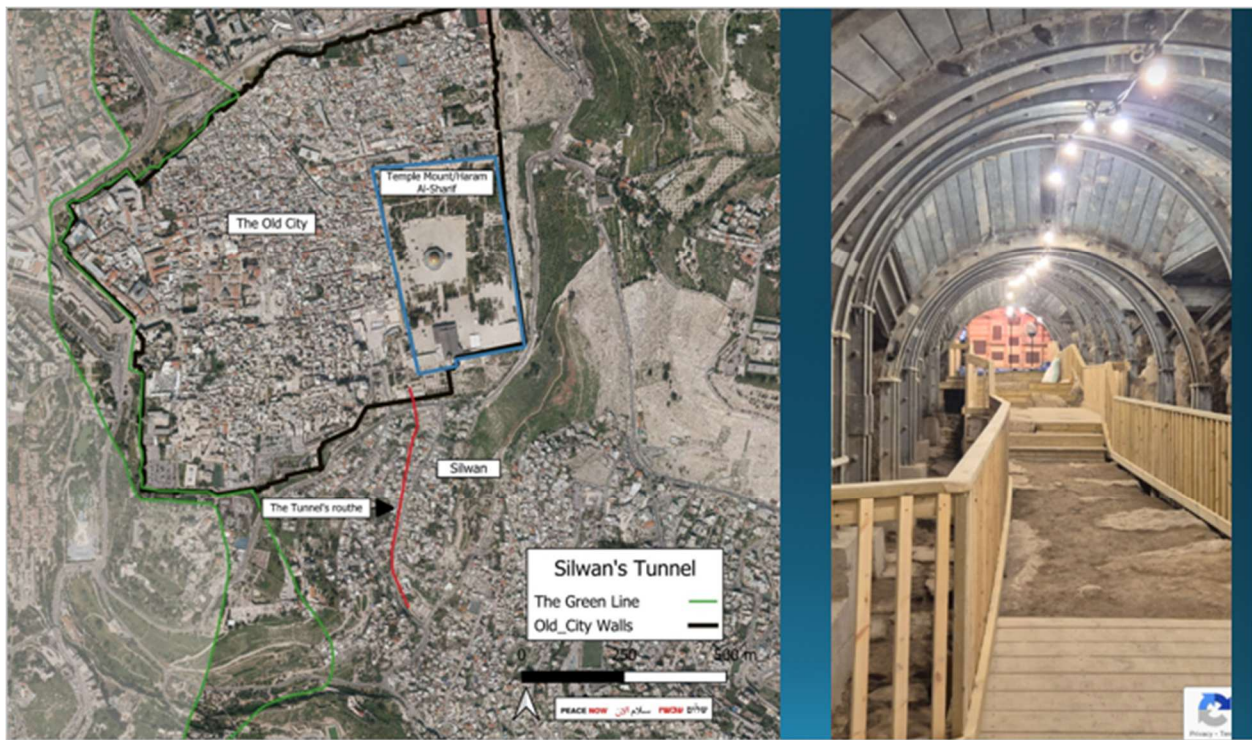 Temple Mount/Haram
Al-Sharif
The Old City
Silwan
The Tunnel's routhe
Silwan's Tunnel
The Green Line
Old_City Walls
0 250 500 m
PEACE NOW سلام الآن שלום עכשיו